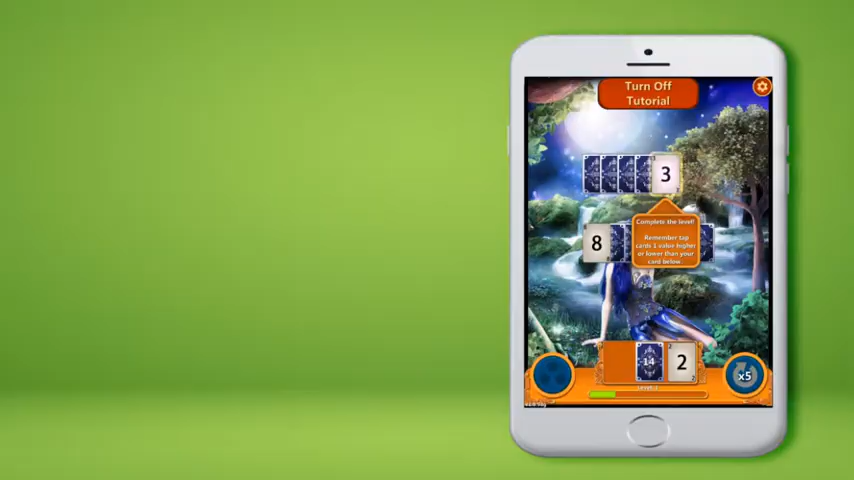 Turn Off
Tutorial
3
Complete the level!
Remember tap
cards 1 value higher
or lower than your
card below.
8
14
2
x5